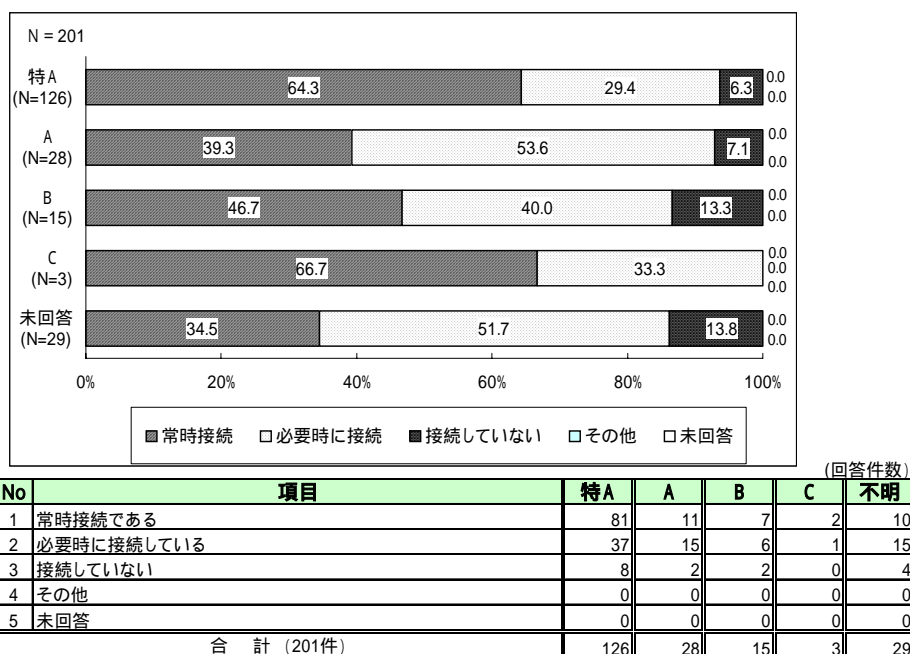 N = 201
特A
(N=126)
64.3
29.4
6.3
0.0
0.0
A
(N=28)
39.3
53.6
7.1
0.0
0.0
B
(N=15)
46.7
40.0
13.3
0.0
0.0
C
(N=3)
66.7
33.3
0.0
0.0
0.0
未回答
(N=29)
34.5
51.7
13.8
0.0
0.0
0% 20% 40% 60% 80% 100%
常時接続 必要時に接続 接続していない その他 未回答
(回答件数)
No 項目 特A A B C 不明
1 常時接続である 81 11 7 2 10
2 必要時に接続している 37 15 6 1 15
3 接続していない 8 2 2 0 4
4 その他 0 0 0 0 0
5 未回答 0 0 0 0 0
合 計 (201件) 126 28 15 3 29